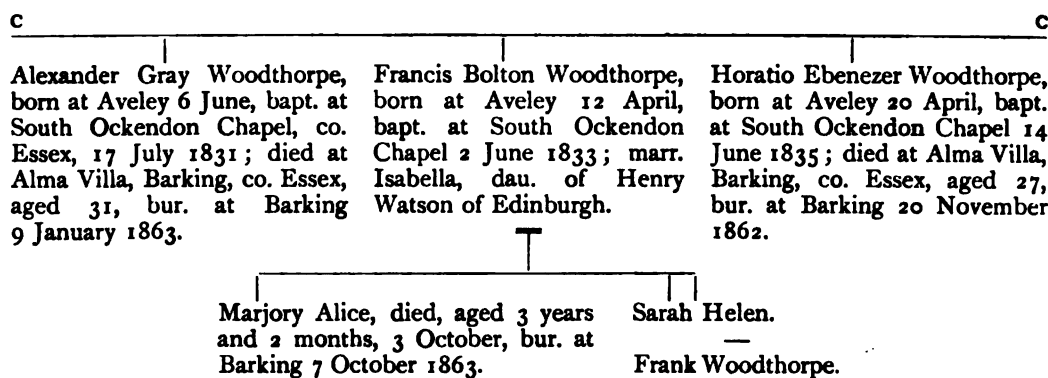 C C
Alexander Gray Woodthorpe,
born at Aveley 6 June, bapt. at
South Ockendon Chapel, co.
Essex, 17 July 1831; died at
Alma Villa, Barking, co. Essex,
aged 31, bur. at Barking
9 January 1863.
Francis Bolton Woodthorpe,
born at Aveley 12 April,
bapt. at South Ockendon
Chapel 2 June 1833; marr.
Isabella, dau. of Henry
Watson of Edinburgh.
Horatio Ebenezer Woodthorpe,
born at Aveley 20 April, bapt.
at South Ockendon Chapel 14
June 1835; died at Alma Villa,
Barking, co. Essex, aged 27,
bur. at Barking 20 November
1862.
Marjory Alice, died, aged 3 years
and 2 months, 3 October, bur. at
Barking 7 October 1863.
Sarah Helen.
—
Frank Woodthorpe.